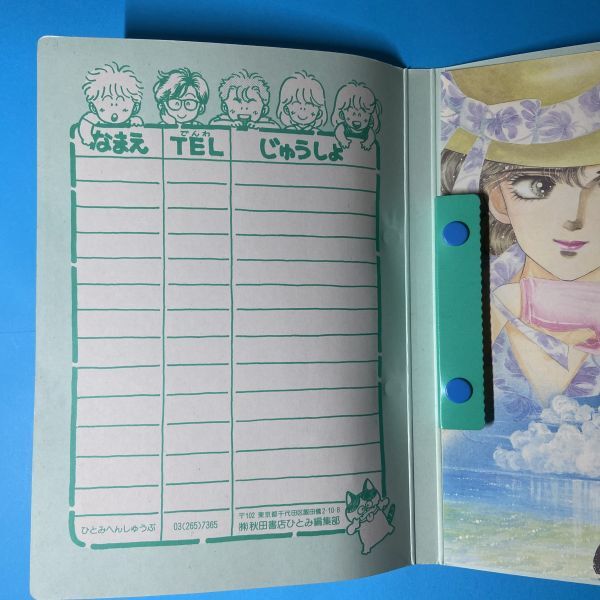 なまえ
でんわ
TEL
じゅうしょ
ひとみへんしゅうぶ
03(265)7365
〒102 東京都千代田区飯田橋2-10-8
㈱秋田書店ひとみ編集部